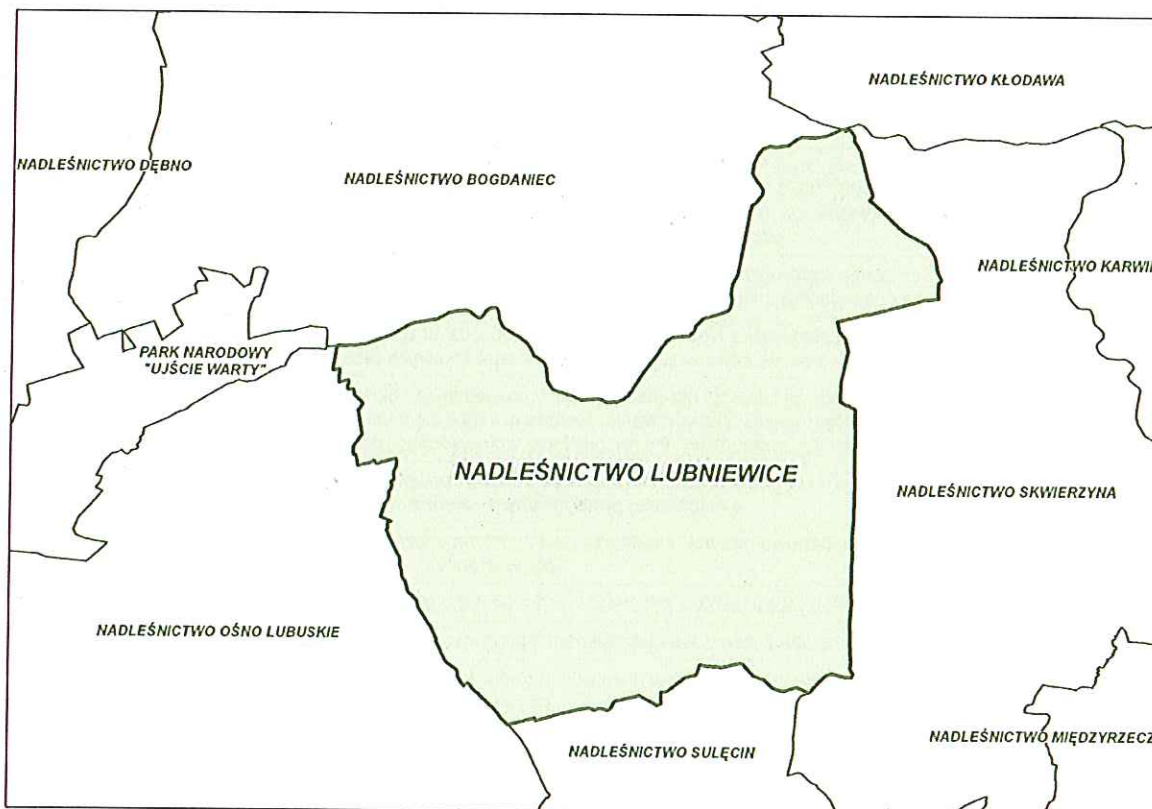 NADLEŚNICTWO KŁODAWA
NADLEŚNICTWO DĘBNO
NADLEŚNICTWO BOGDANIEC
NADLEŚNICTWO KARWI
PARK NARODOWY
"UJŚCIE WARTY"
NADLEŚNICTWO LUBNIEWICE
NADLEŚNICTWO SKWIERZYNA
NADLEŚNICTWO OŚNO LUBUSKIE
NADLEŚNICTWO SULĘCIN
NADLEŚNICTWO MIĘDZYRZECZ